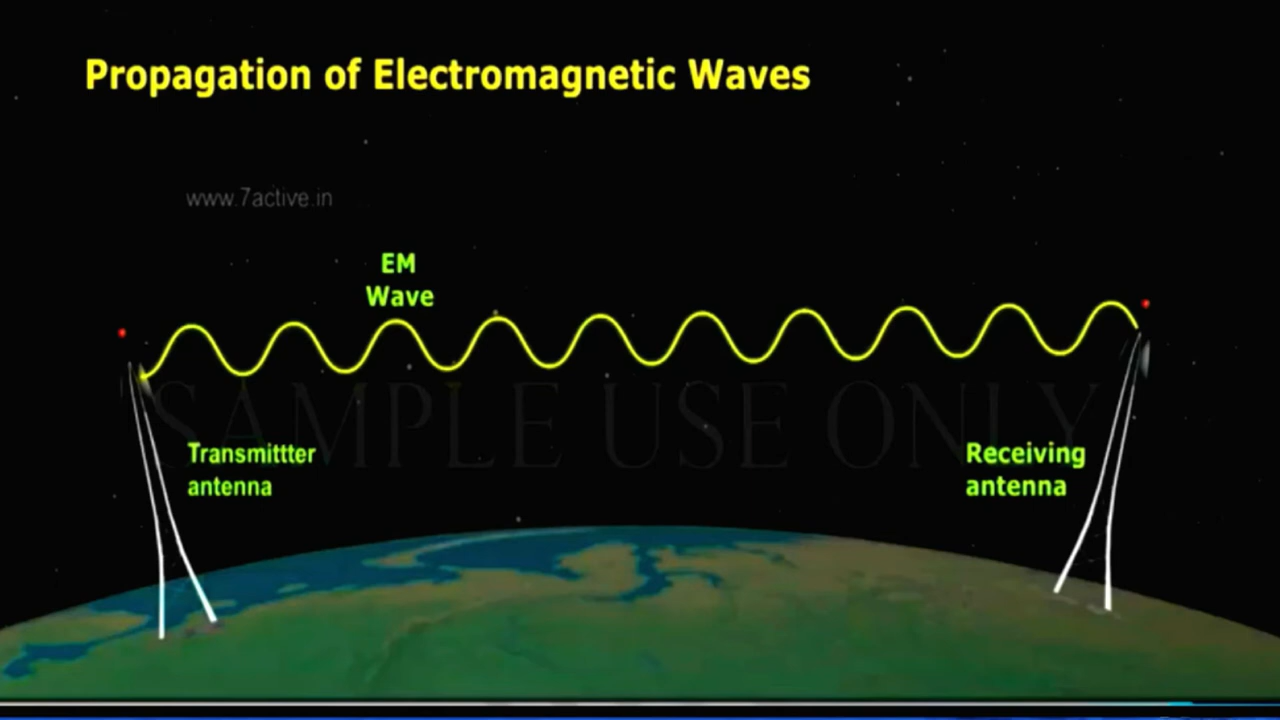 Propagation of Electromagnetic Waves
www.7active.in
EM
Wave
SAMPLE USE ONLY
Transmittter
antenna
Receiving
antenna